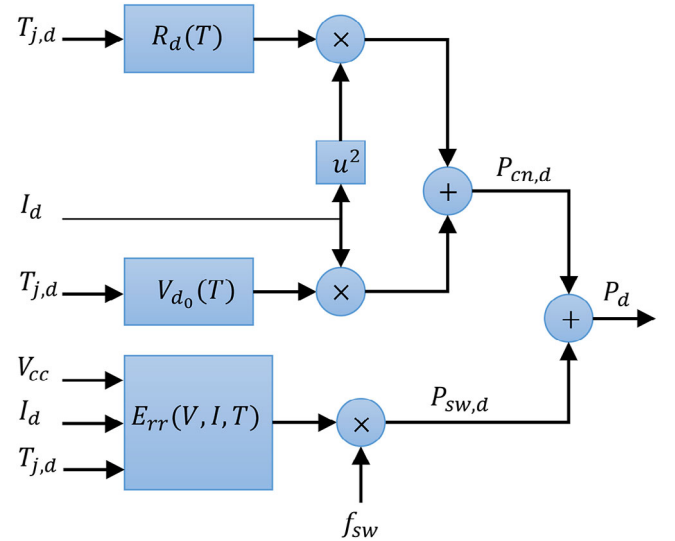 T_{j,d}
R_d(T)
×
u²
+
P_{cn,d}
I_d
T_{j,d}
V_{d_0}(T)
×
P_d
+
V_{cc}
I_d
E_{rr}(V, I, T)
×
P_{sw,d}
T_{j,d}
f_{sw}